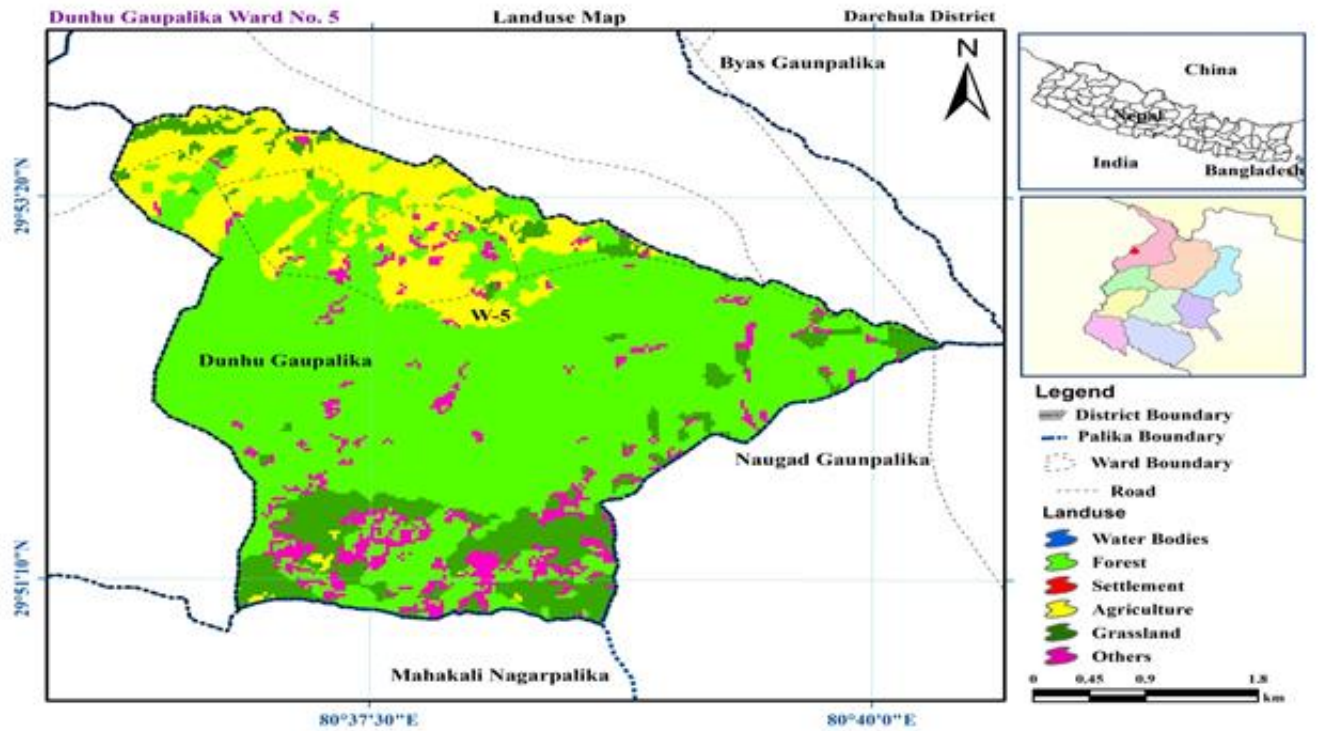 Dunhu Gaupalika Ward No. 5
Landuse Map
Darchula District
N
Byas Gaunpalika
W-5
Dunhu Gaupalika
Naugad Gaunpalika
Mahakali Nagarpalika
29°53'20"N
29°51'10"N
80°37'30"E
80°40'0"E
China
Nepal
India
Bangladesh
Legend
District Boundary
Palika Boundary
Ward Boundary
Road
Landuse
Water Bodies
Forest
Settlement
Agriculture
Grassland
Others
0 0.45 0.9 1.8
km